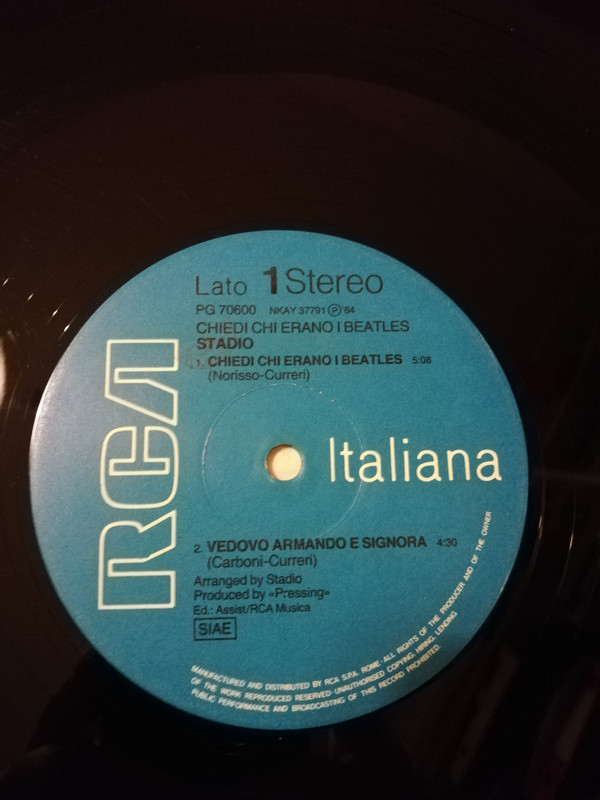 Lato 1 Stereo
PG 70600 NKAY 37791 Ⓟ '84
CHIEDI CHI ERANO I BEATLES
STADIO
1. CHIEDI CHI ERANO I BEATLES 5:08
(Norisso-Curreri)
RCA
Italiana
2. VEDOVO ARMANDO E SIGNORA 4:30
(Carboni-Curreri)
Arranged by Stadio
Produced by «Pressing»
Ed.: Assist/RCA Musica
SIAE
MANUFACTURED AND DISTRIBUTED BY RCA S.P.A. ROME - ALL RIGHTS OF THE PRODUCER AND OF THE OWNER
OF THE WORK REPRODUCED RESERVED - UNAUTHORISED COPYING, HIRING, LENDING
PUBLIC PERFORMANCE AND BROADCASTING OF THIS RECORD PROHIBITED.